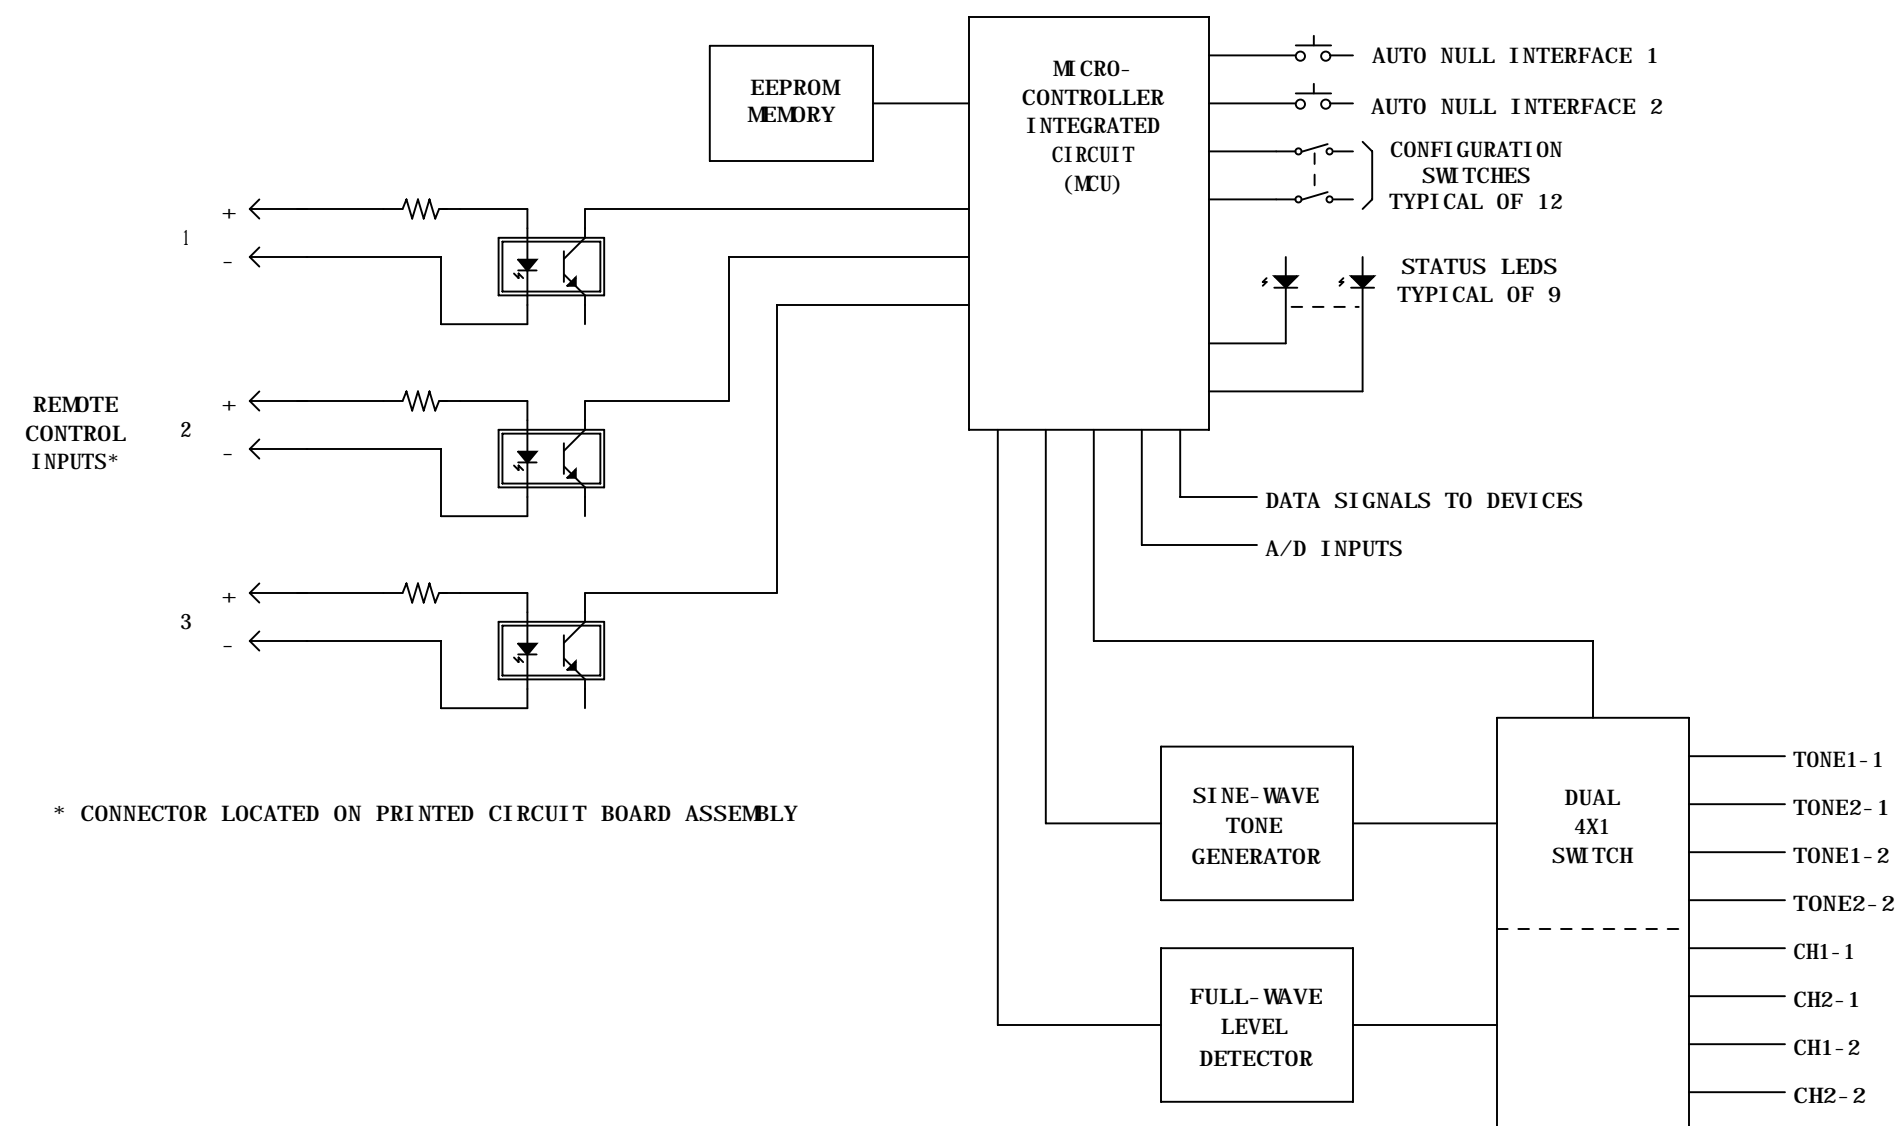 EEPROM
MEMORY
MICRO-
CONTROLLER
INTEGRATED
CIRCUIT
(MCU)
AUTO NULL INTERFACE 1
AUTO NULL INTERFACE 2
CONFIGURATION
SWITCHES
TYPICAL OF 12
STATUS LEDS
TYPICAL OF 9
REMOTE
CONTROL
INPUTS*
1
+
-
2
+
-
3
+
-
DATA SIGNALS TO DEVICES
A/D INPUTS
* CONNECTOR LOCATED ON PRINTED CIRCUIT BOARD ASSEMBLY
SINE-WAVE
TONE
GENERATOR
FULL-WAVE
LEVEL
DETECTOR
DUAL
4X1
SWITCH
TONE1-1
TONE2-1
TONE1-2
TONE2-2
CH1-1
CH2-1
CH1-2
CH2-2